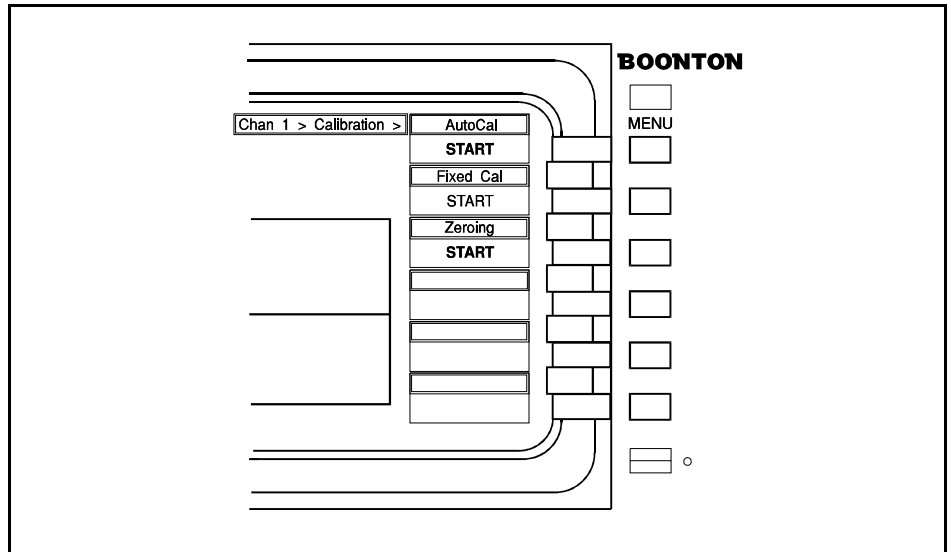 BOONTON
MENU
Chan 1 > Calibration >
AutoCal
START
Fixed Cal
START
Zeroing
START